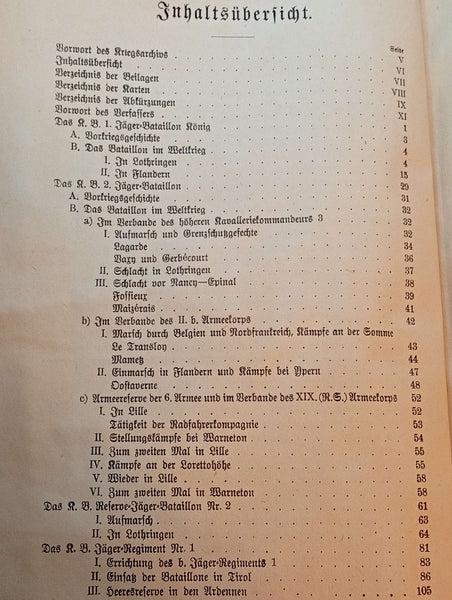 Inhaltsübersicht.
Seite
Vorwort des Kriegsarchivs V
Inhaltsübersicht VI
Verzeichnis der Beilagen VII
Verzeichnis der Karten VIII
Verzeichnis der Abkürzungen IX
Vorwort des Verfassers XI
Das K. B. 1. Jäger-Bataillon König 1
A. Vorkriegsgeschichte 3
B. Das Bataillon im Weltkrieg 4
I. In Lothringen 4
II. In Flandern 15
Das K. B. 2. Jäger-Bataillon 29
A. Vorkriegsgeschichte 31
B. Das Bataillon im Weltkrieg 32
a) Im Verbande des höheren Kavalleriekommandeurs 3 32
I. Aufmarsch und Grenzschutzgefechte 32
Lagarde 34
Vaxy und Gerbécourt 36
II. Schlacht in Lothringen 37
III. Schlacht vor Nancy—Epinal 38
Fossieux 39
Maizérais 41
b) Im Verbande des II. b. Armeekorps 42
I. Marsch durch Belgien und Nordfrankreich, Kämpfe an der Somme
Le Transloy 43
Mametz 44
II. Einmarsch in Flandern und Kämpfe bei Ypern 47
Oostaverne 48
c) Armeereserve der 6. Armee und im Verbande des XIX. (R.S.) Armeekorps 52
I. In Lille 52
Tätigkeit der Radfahrerkompagnie 53
II. Stellungskämpfe bei Warneton 54
III. Zum zweiten Mal in Lille 55
IV. Kämpfe an der Lorettohöhe 55
V. Wieder in Lille 58
VI. Zum zweiten Mal in Warneton 58
Das K. B. Reserve-Jäger-Bataillon Nr. 2 61
I. Aufmarsch 63
II. In Lothringen 64
Das K. B. Jäger-Regiment Nr. 1 81
I. Errichtung des b. Jäger-Regiments 1 83
II. Einsatz der Bataillone in Tirol 86
III. Heeresreserve in den Ardennen 105